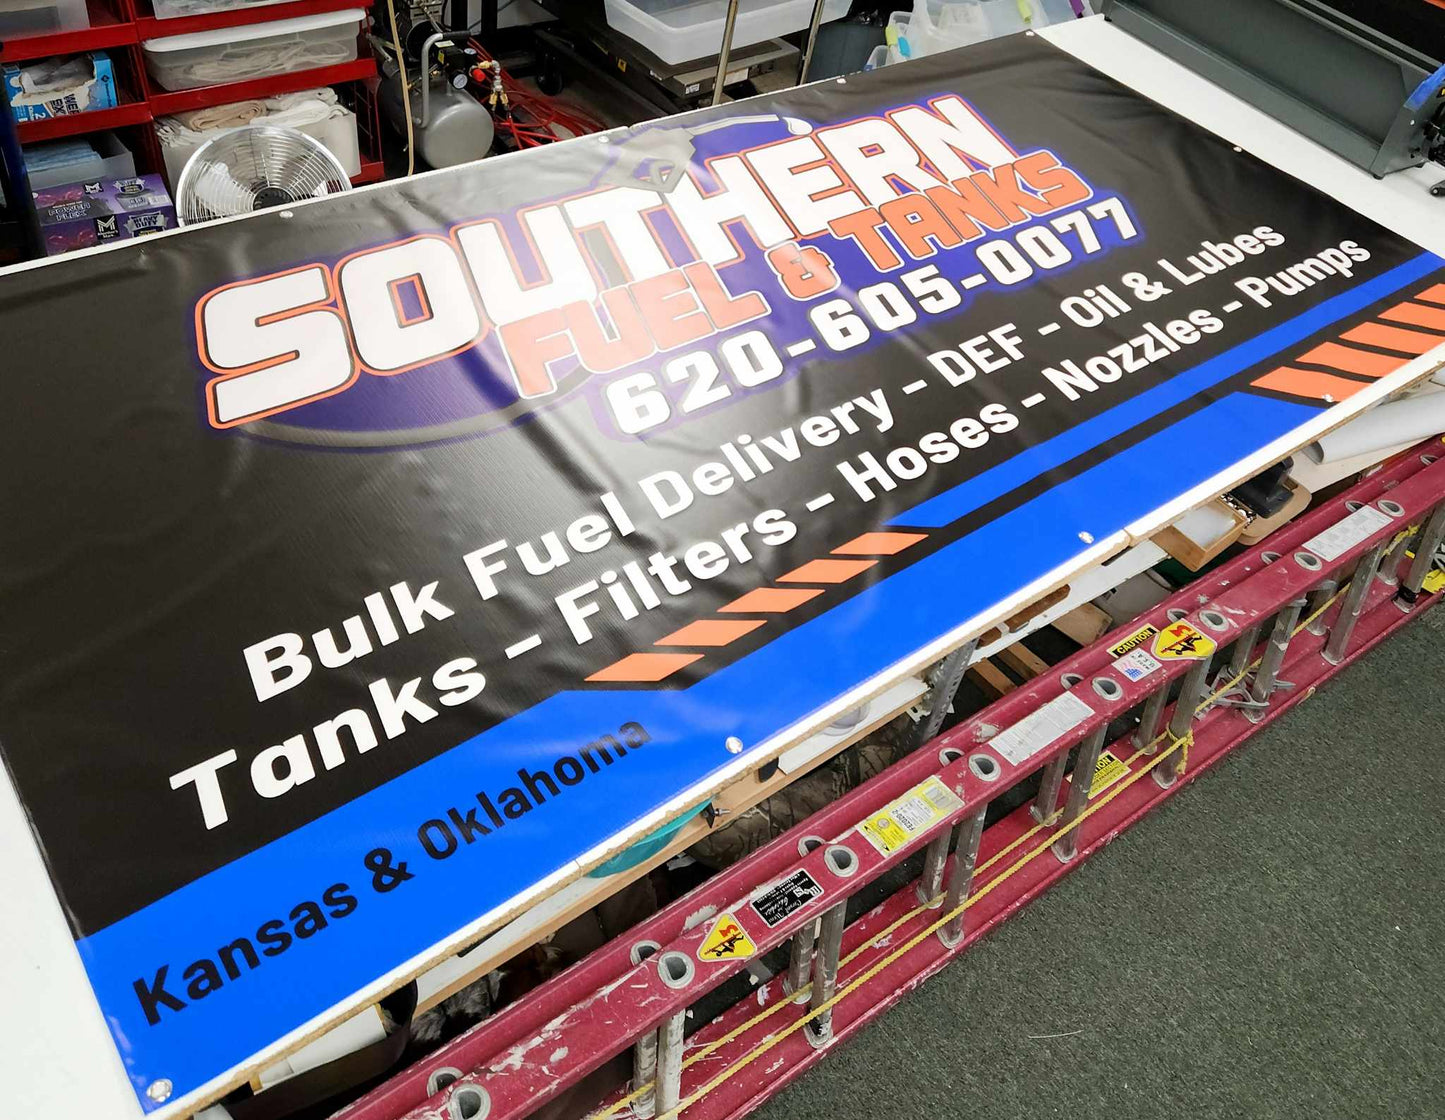 SOUTHERN
FUEL & TANKS
620-605-0077
Bulk Fuel Delivery - DEF - Oil & Lubes
Tanks - Filters - Hoses - Nozzles - Pumps
Kansas & Oklahoma
CAUTION